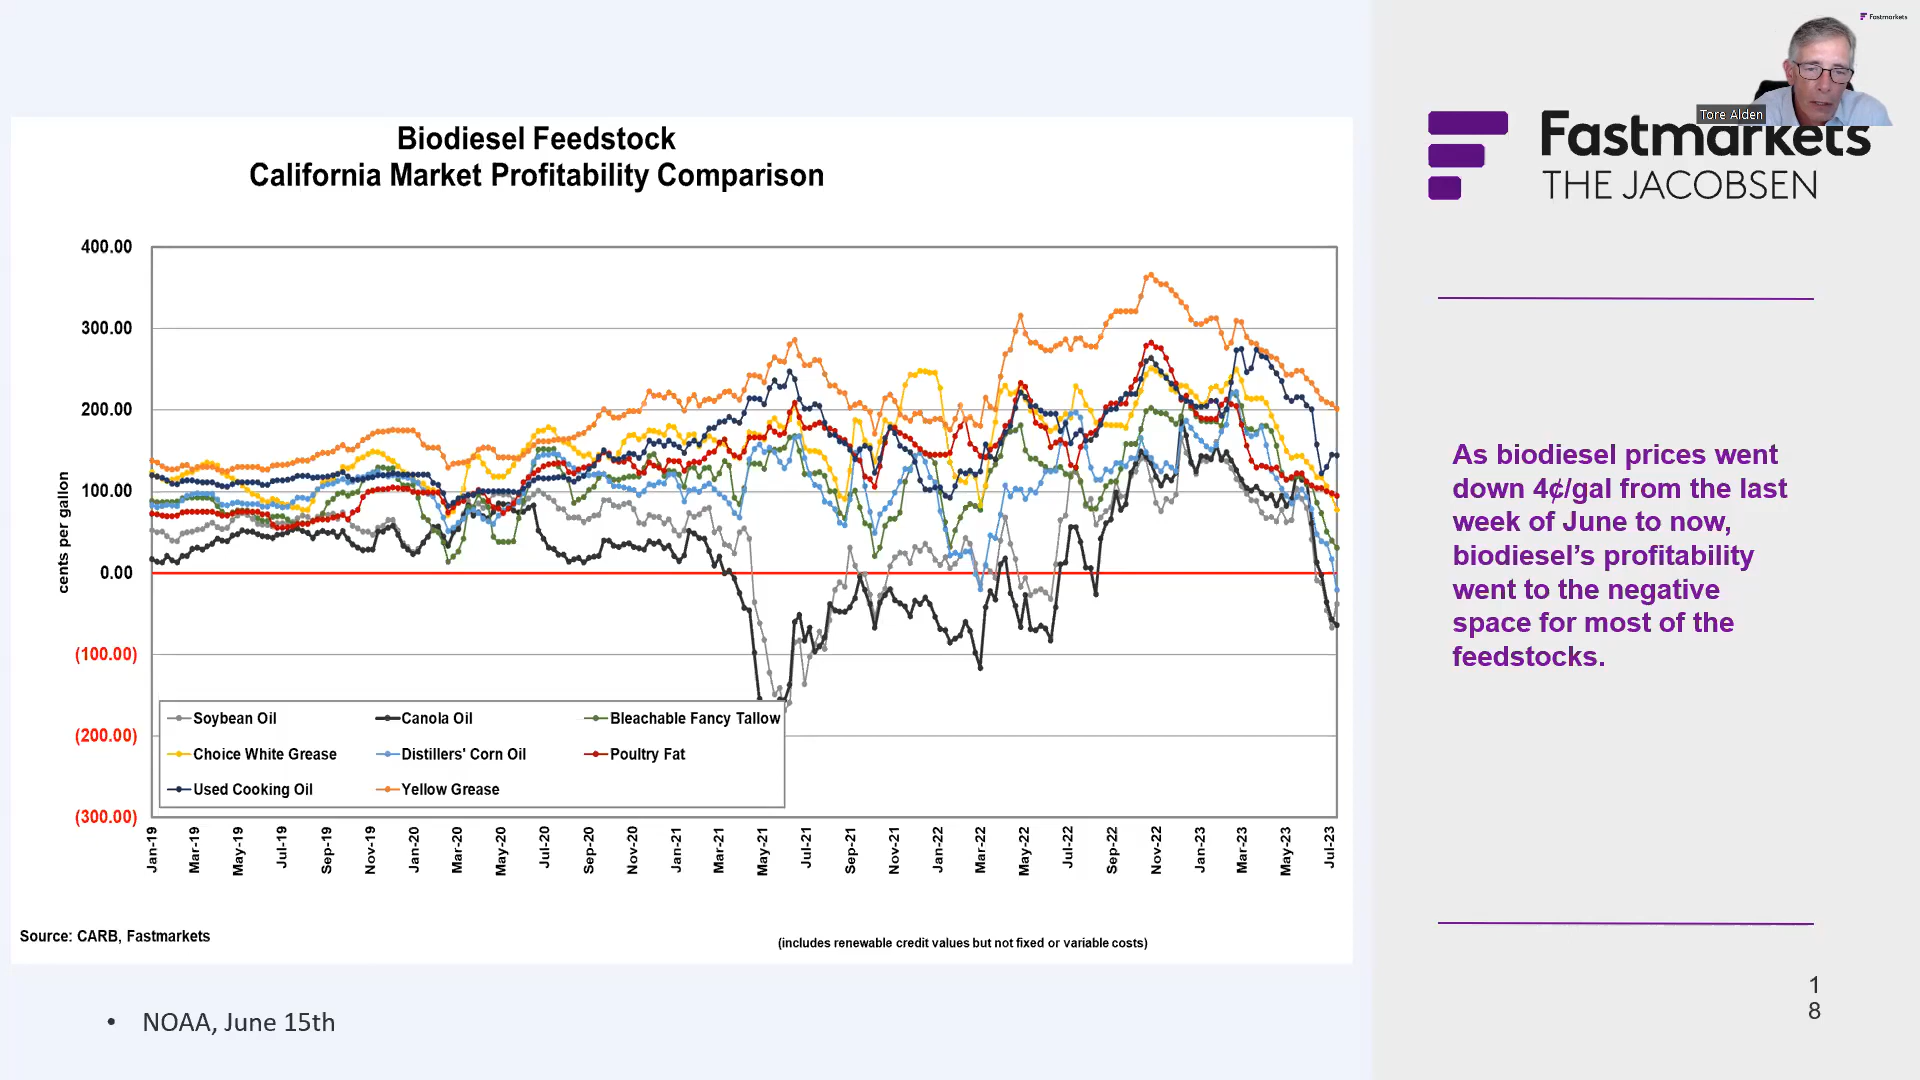 Fastmarkets
Tore Alden
Fastmarkets
THE JACOBSEN
Biodiesel Feedstock
California Market Profitability Comparison
400.00
300.00
200.00
100.00
0.00
(100.00)
(200.00)
(300.00)
cents per gallon
Soybean Oil
Canola Oil
Bleachable Fancy Tallow
Choice White Grease
Distillers' Corn Oil
Poultry Fat
Used Cooking Oil
Yellow Grease
Jan-19
Mar-19
May-19
Jul-19
Sep-19
Nov-19
Jan-20
Mar-20
May-20
Jul-20
Sep-20
Nov-20
Jan-21
Mar-21
May-21
Jul-21
Sep-21
Nov-21
Jan-22
Mar-22
May-22
Jul-22
Sep-22
Nov-22
Jan-23
Mar-23
May-23
Jul-23
Source: CARB, Fastmarkets
(includes renewable credit values but not fixed or variable costs)
As biodiesel prices went
down 4¢/gal from the last
week of June to now,
biodiesel’s profitability
went to the negative
space for most of the
feedstocks.
• NOAA, June 15th
1
8